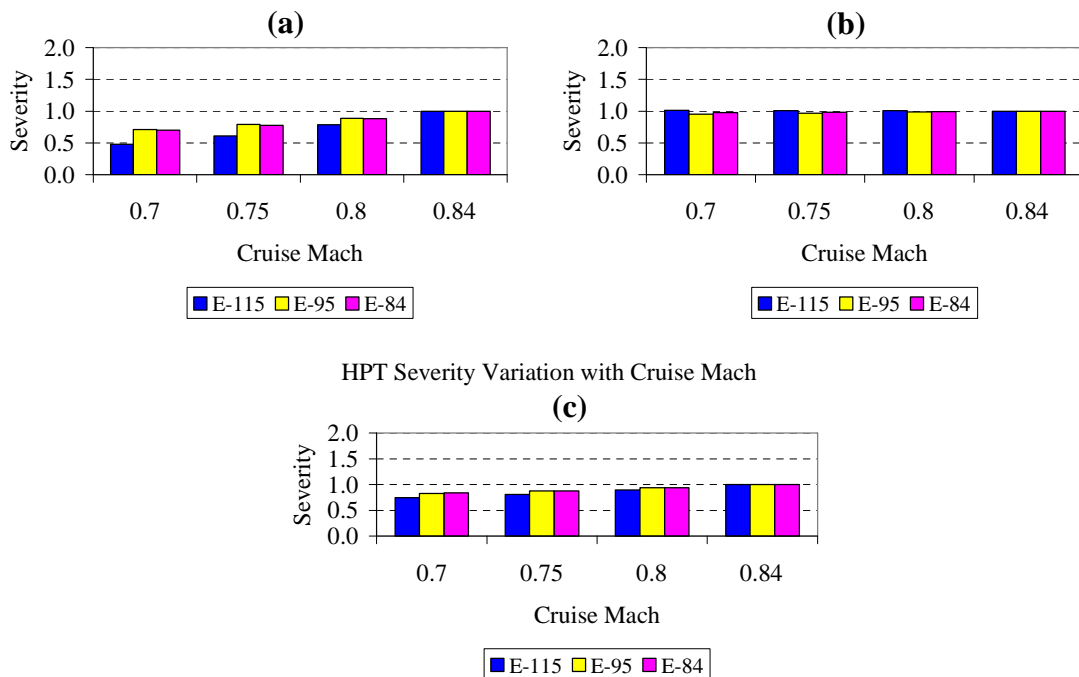 (a)
2.0
1.5
1.0
0.5
0.0
Severity
0.7 0.75 0.8 0.84
Cruise Mach
E-115 E-95 E-84
(b)
2.0
1.5
1.0
0.5
0.0
Severity
0.7 0.75 0.8 0.84
Cruise Mach
E-115 E-95 E-84
HPT Severity Variation with Cruise Mach
(c)
2.0
1.5
1.0
0.5
0.0
Severity
0.7 0.75 0.8 0.84
Cruise Mach
E-115 E-95 E-84